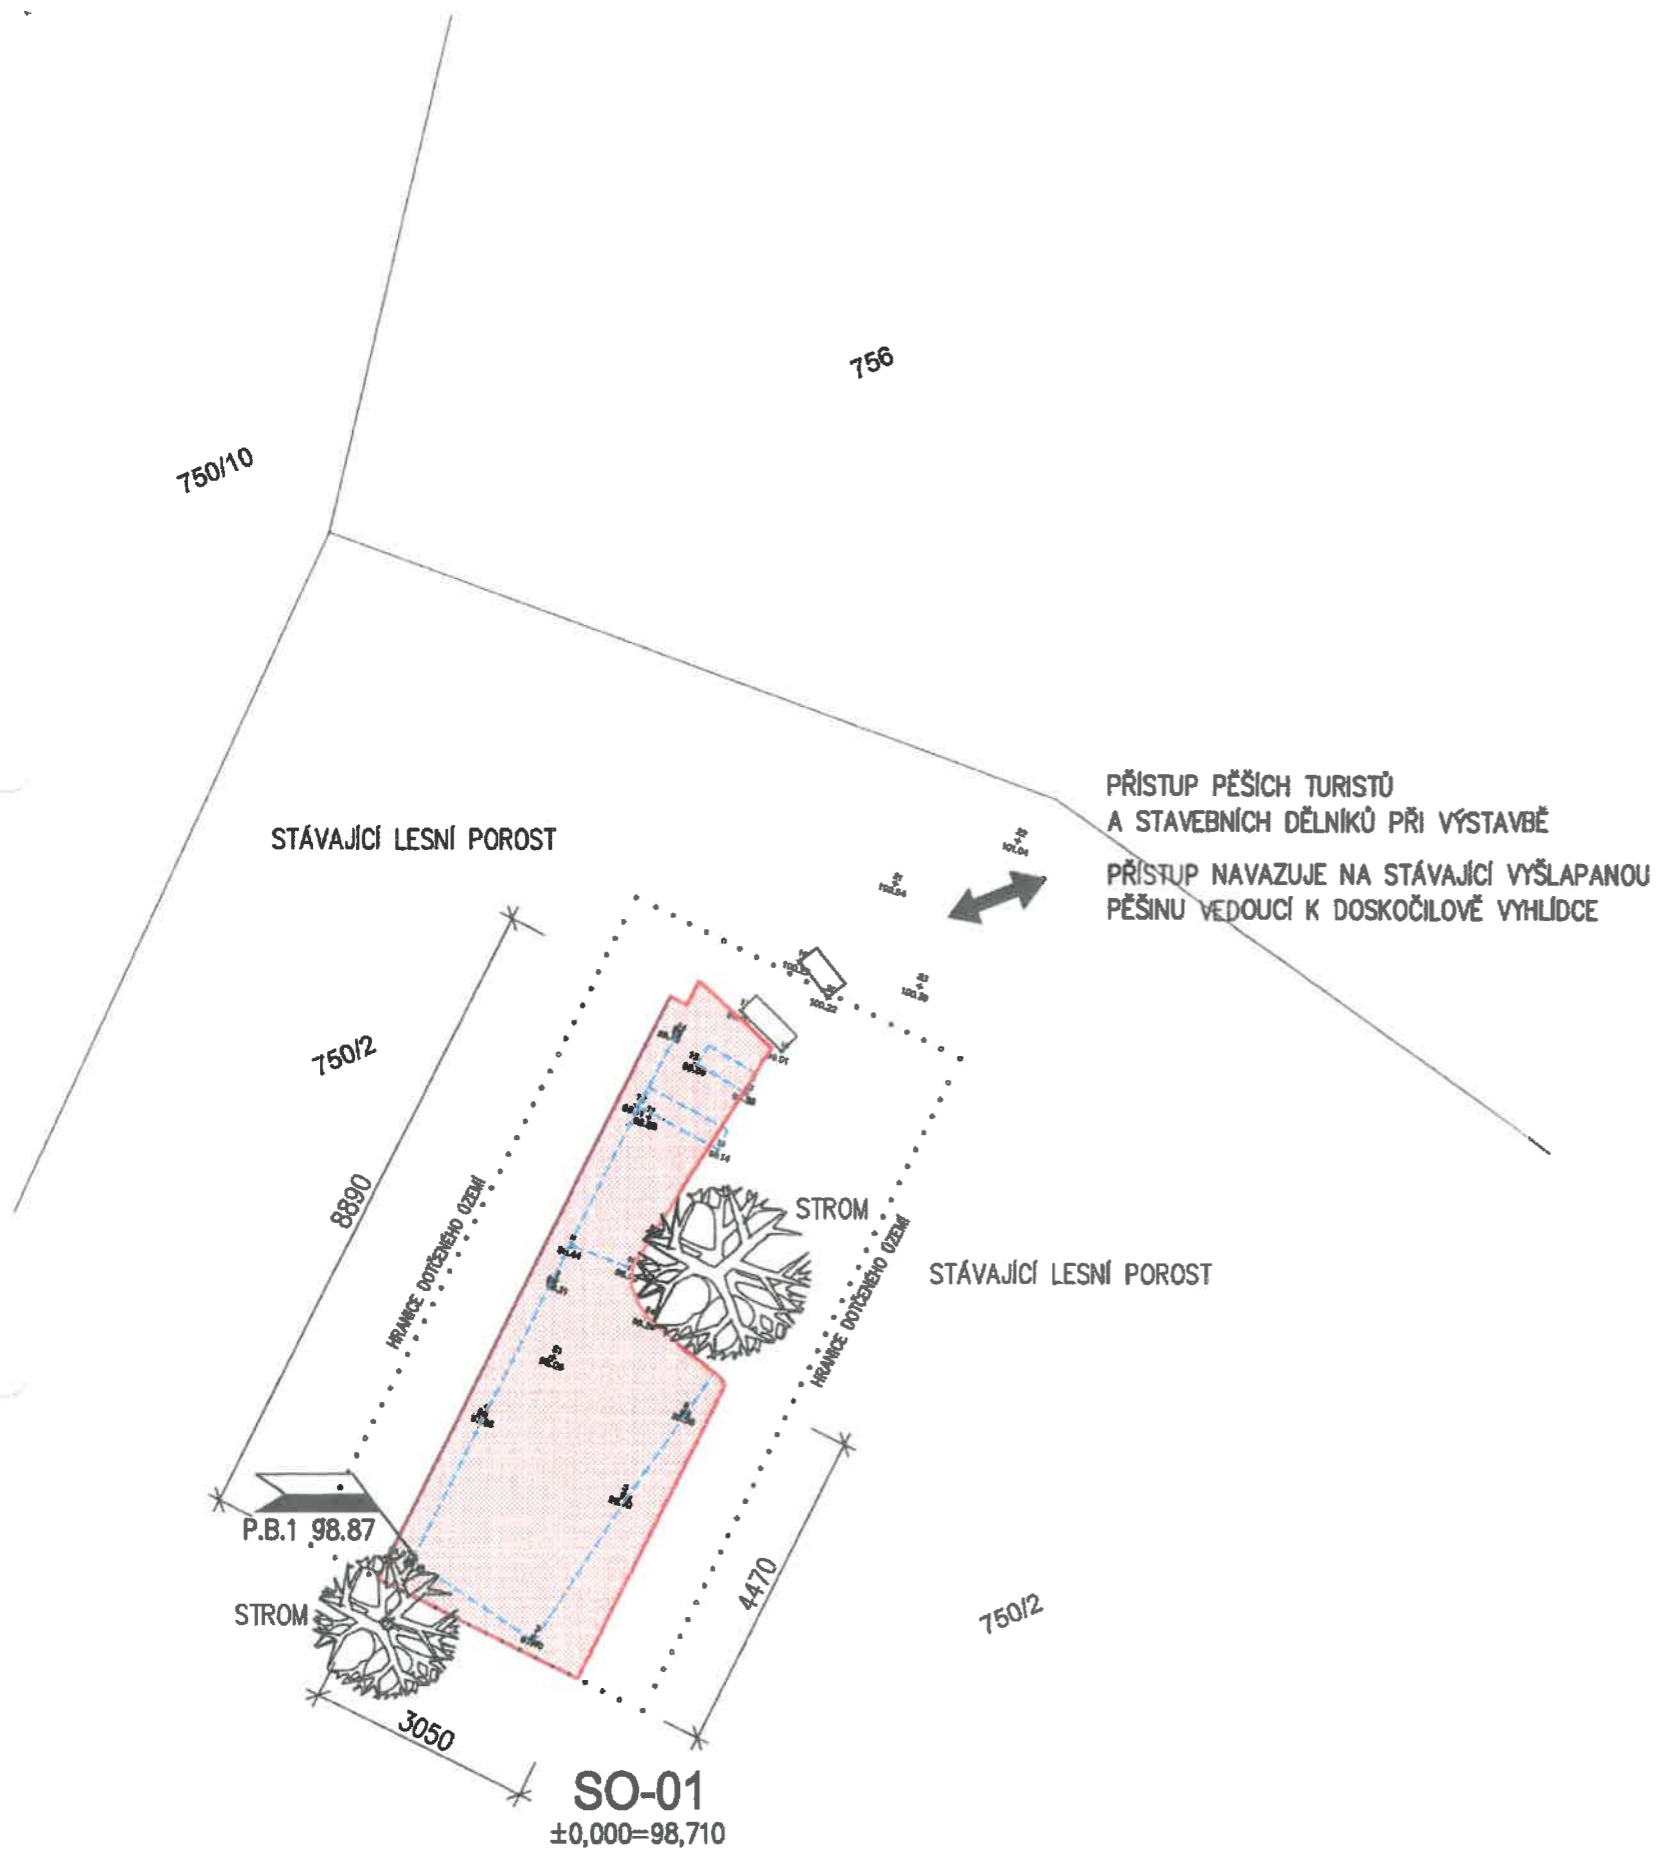 756
750/10
PŘÍSTUP PĚŠÍCH TURISTŮ
A STAVEBNÍCH DĚLNÍKŮ PŘI VÝSTAVBĚ
PŘÍSTUP NAVAZUJE NA STÁVAJÍCÍ VYŠLAPANOU
PĚŠINU VEDOUCÍ K DOSKOČILOVĚ VYHLÍDCE
STÁVAJÍCÍ LESNÍ POROST
101.04
750/2
8890
HRANICE DOTČENÉHO ÚZEMÍ
STROM
HRANICE DOTČENÉHO ÚZEMÍ
STÁVAJÍCÍ LESNÍ POROST
P.B.1 98.87
STROM
4470
750/2
3050
SO-01
±0,000=98,710